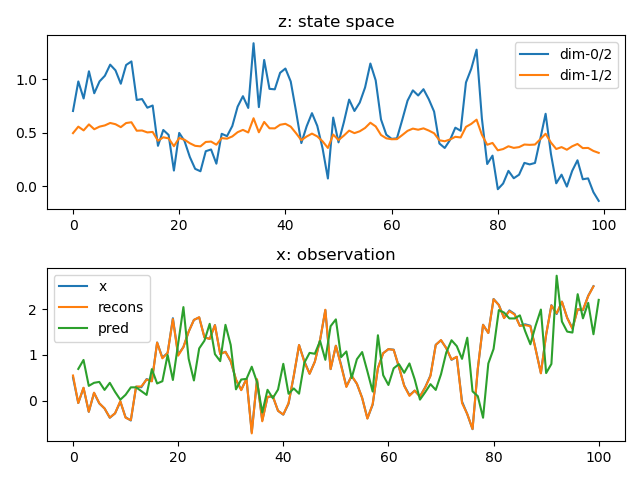 z: state space
dim-0/2
dim-1/2
1.0
0.5
0.0
0 20 40 60 80 100
x: observation
x
recons
pred
2
1
0
0 20 40 60 80 100